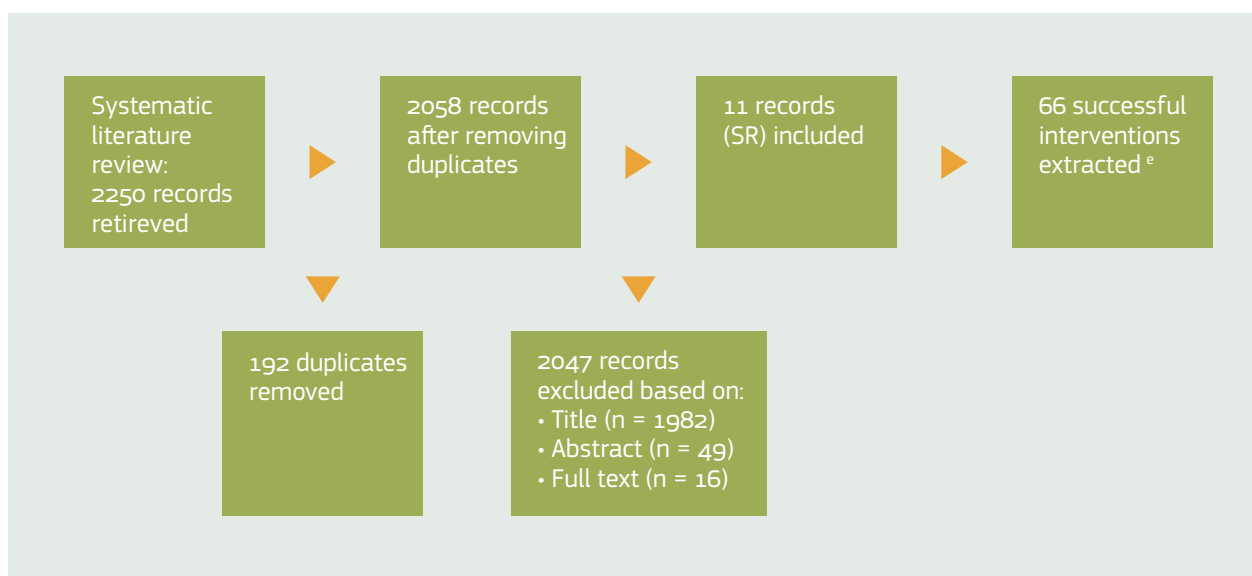 Systematic
literature
review:
2250 records
retireved
2058 records
after removing
duplicates
11 records
(SR) included
66 successful
interventions
extracted e
192 duplicates
removed
2047 records
excluded based on:
• Title (n = 1982)
• Abstract (n = 49)
• Full text (n = 16)